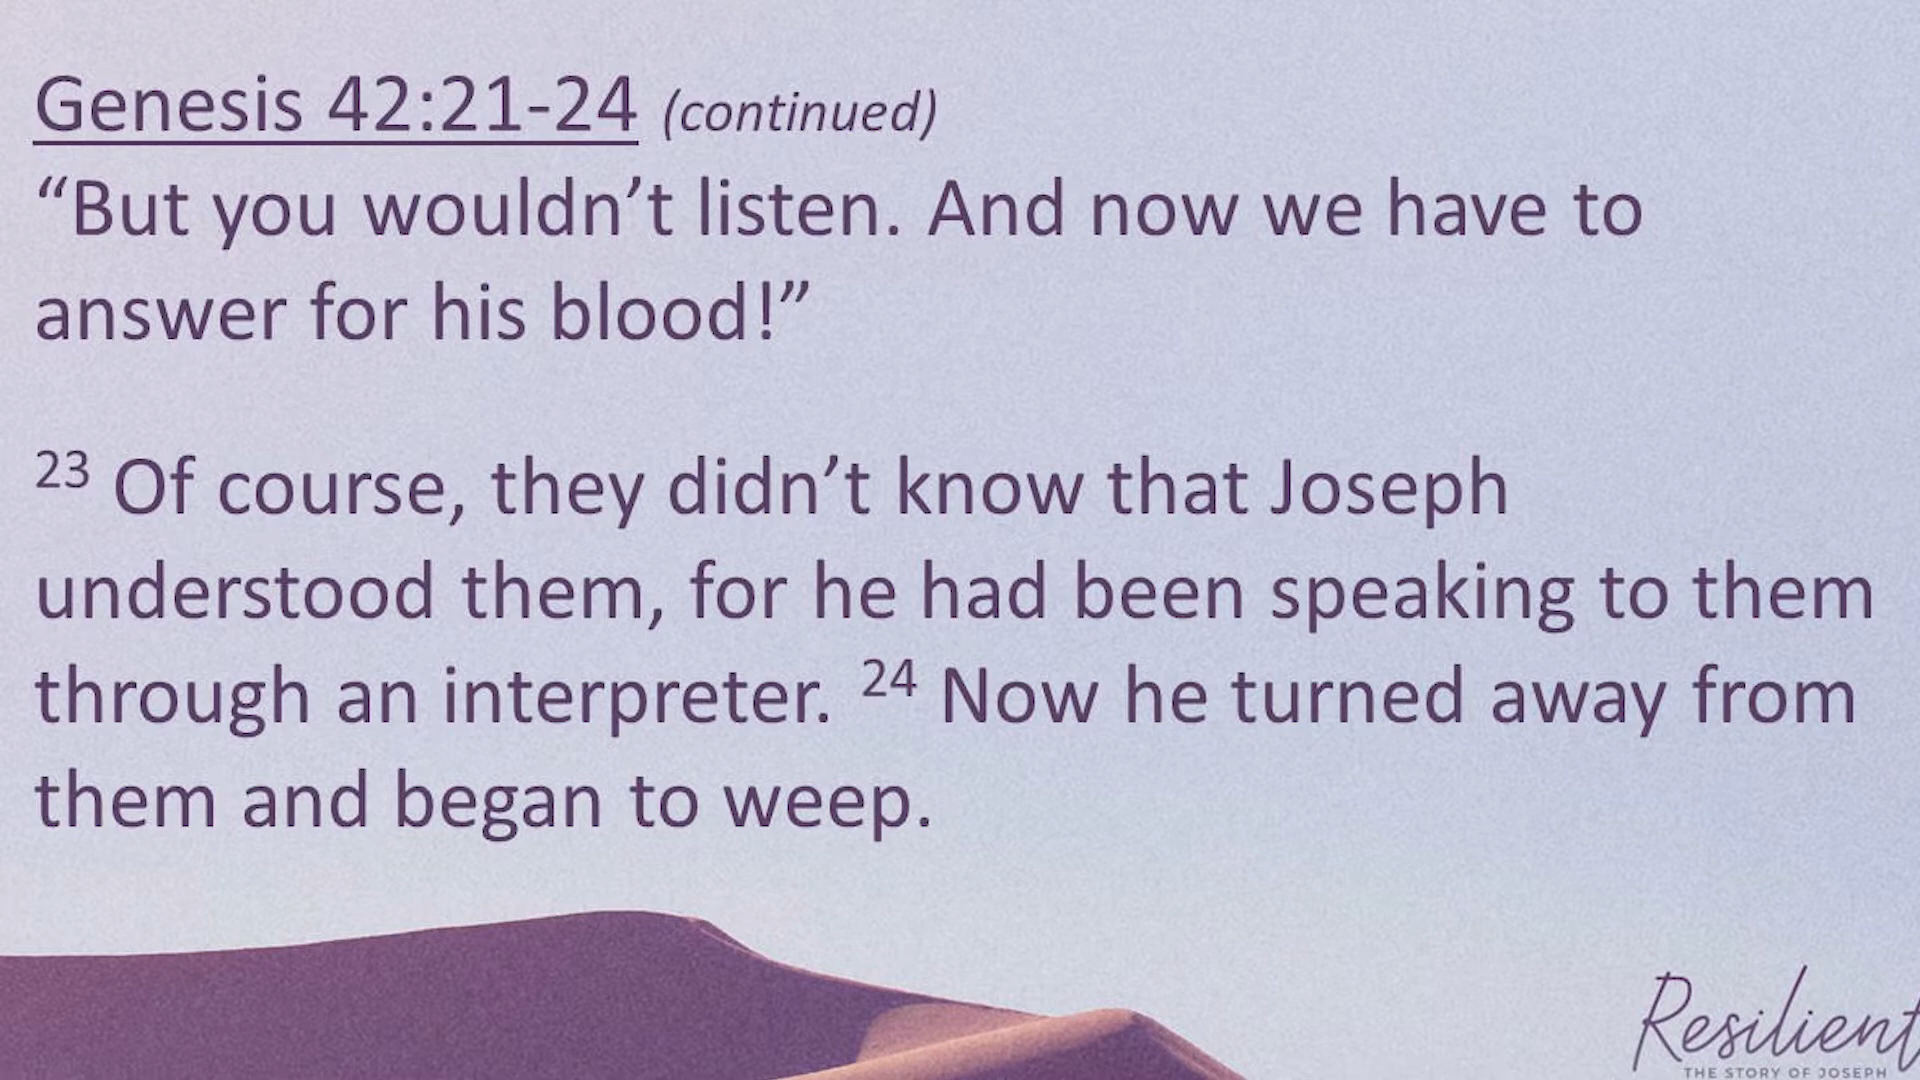 Genesis 42:21-24 (continued)
“But you wouldn’t listen. And now we have to
answer for his blood!”
23 Of course, they didn’t know that Joseph
understood them, for he had been speaking to them
through an interpreter. 24 Now he turned away from
them and began to weep.
Resilient
THE STORY OF JOSEPH